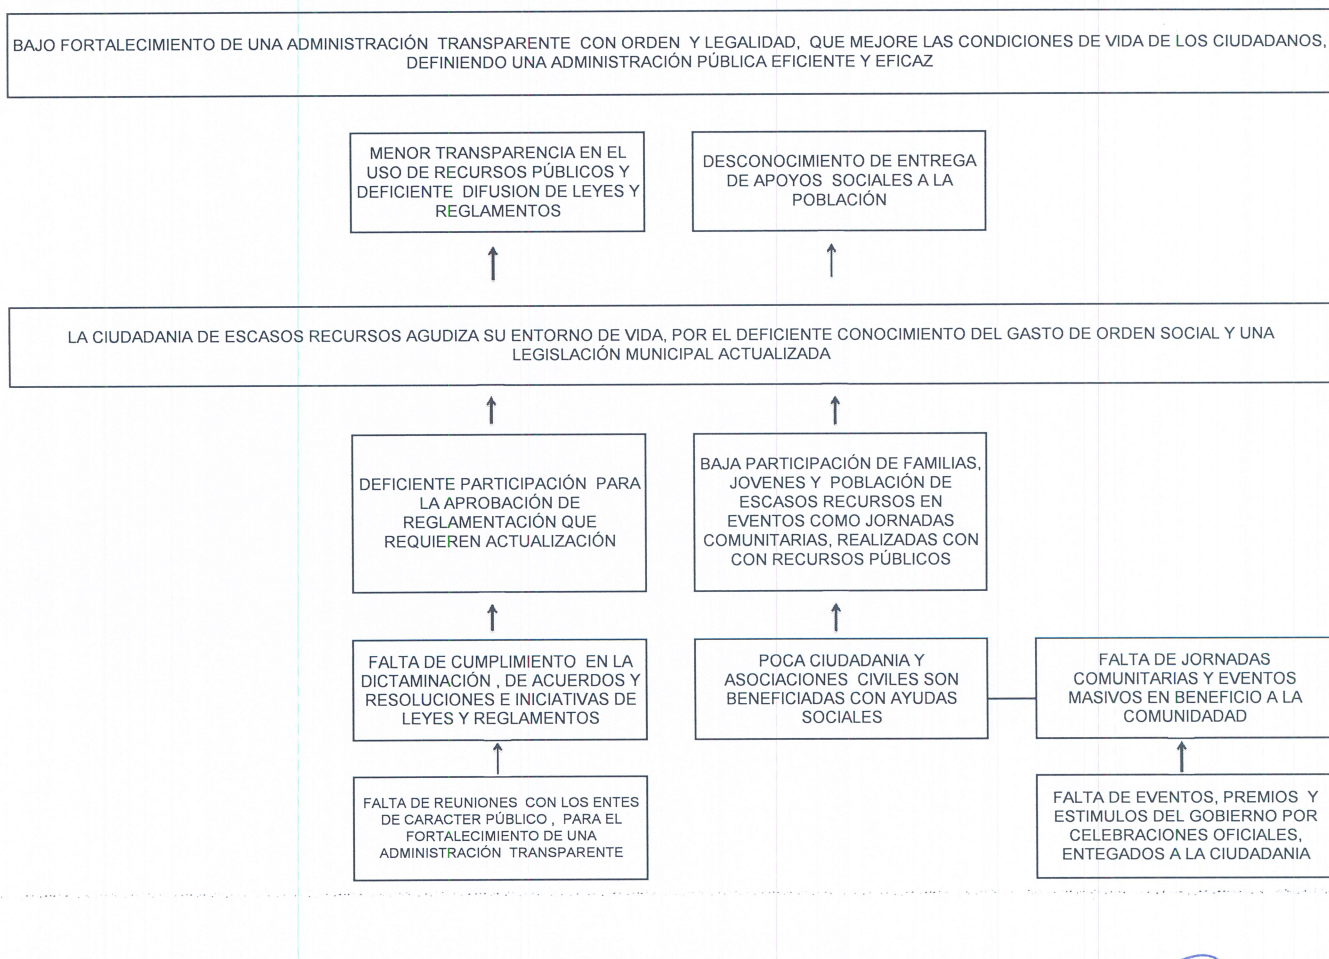 BAJO FORTALECIMIENTO DE UNA ADMINISTRACIÓN TRANSPARENTE CON ORDEN Y LEGALIDAD, QUE MEJORE LAS CONDICIONES DE VIDA DE LOS CIUDADANOS,
DEFINIENDO UNA ADMINISTRACIÓN PÚBLICA EFICIENTE Y EFICAZ
MENOR TRANSPARENCIA EN EL
USO DE RECURSOS PÚBLICOS Y
DEFICIENTE DIFUSION DE LEYES Y
REGLAMENTOS
DESCONOCIMIENTO DE ENTREGA
DE APOYOS SOCIALES A LA
POBLACIÓN
LA CIUDADANIA DE ESCASOS RECURSOS AGUDIZA SU ENTORNO DE VIDA, POR EL DEFICIENTE CONOCIMIENTO DEL GASTO DE ORDEN SOCIAL Y UNA
LEGISLACIÓN MUNICIPAL ACTUALIZADA
DEFICIENTE PARTICIPACIÓN PARA
LA APROBACIÓN DE
REGLAMENTACIÓN QUE
REQUIEREN ACTUALIZACIÓN
BAJA PARTICIPACIÓN DE FAMILIAS,
JOVENES Y POBLACIÓN DE
ESCASOS RECURSOS EN
EVENTOS COMO JORNADAS
COMUNITARIAS, REALIZADAS CON
CON RECURSOS PÚBLICOS
FALTA DE CUMPLIMIENTO EN LA
DICTAMINACIÓN , DE ACUERDOS Y
RESOLUCIONES E INICIATIVAS DE
LEYES Y REGLAMENTOS
POCA CIUDADANIA Y
ASOCIACIONES CIVILES SON
BENEFICIADAS CON AYUDAS
SOCIALES
FALTA DE JORNADAS
COMUNITARIAS Y EVENTOS
MASIVOS EN BENEFICIO A LA
COMUNIDADAD
FALTA DE REUNIONES CON LOS ENTES
DE CARACTER PÚBLICO , PARA EL
FORTALECIMIENTO DE UNA
ADMINISTRACIÓN TRANSPARENTE
FALTA DE EVENTOS, PREMIOS Y
ESTIMULOS DEL GOBIERNO POR
CELEBRACIONES OFICIALES,
ENTEGADOS A LA CIUDADANIA